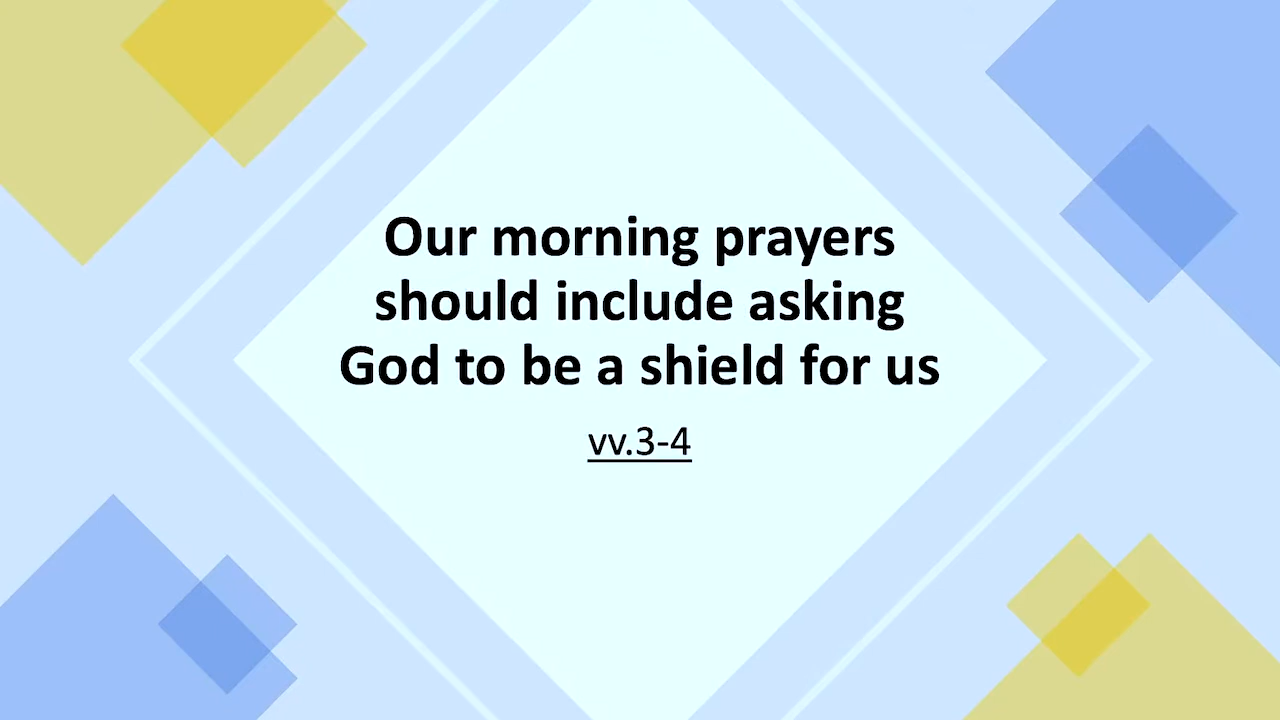 Our morning prayers
should include asking
God to be a shield for us
vv.3-4